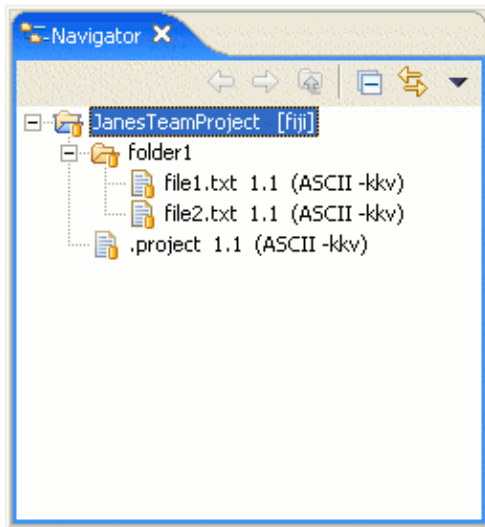 Navigator
JanesTeamProject [fiji]
folder1
file1.txt 1.1 (ASCII -kkv)
file2.txt 1.1 (ASCII -kkv)
.project 1.1 (ASCII -kkv)